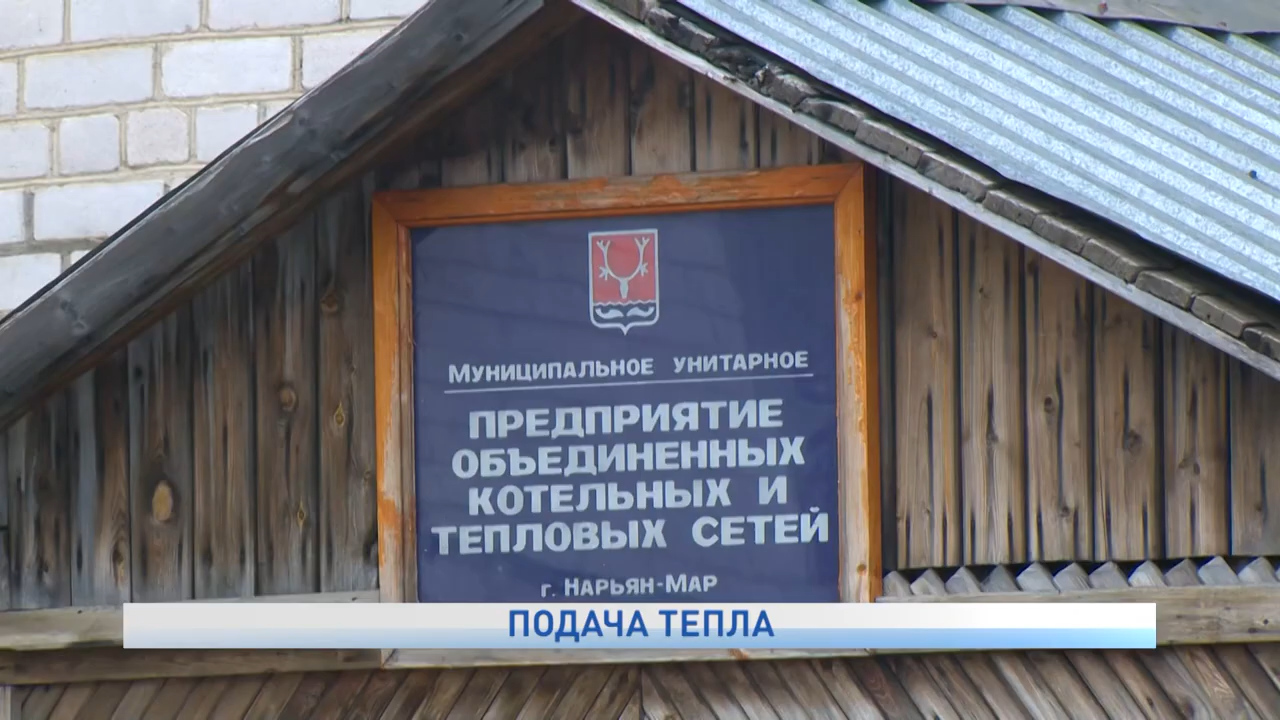 Муниципальное унитарное
ПРЕДПРИЯТИЕ
ОБЪЕДИНЕННЫХ
КОТЕЛЬНЫХ И
ТЕПЛОВЫХ СЕТЕЙ
г. Нарьян-Мар
ПОДАЧА ТЕПЛА